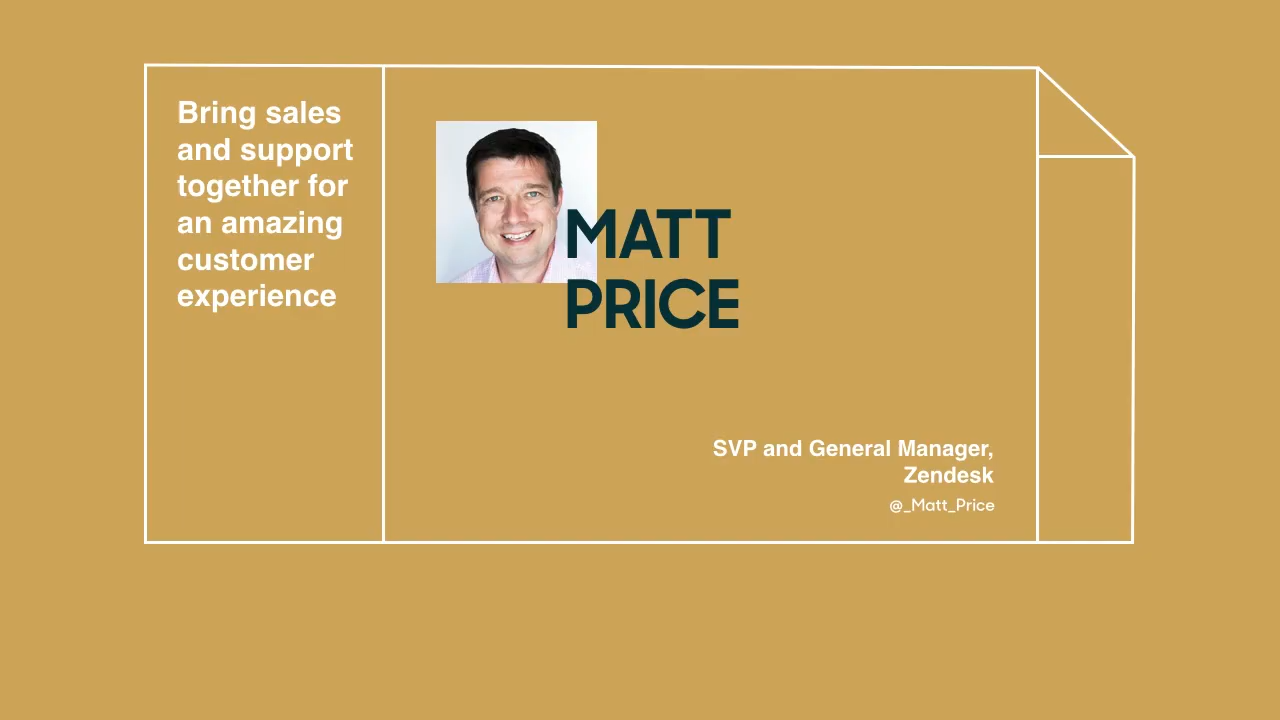 Bring sales
and support
together for
an amazing
customer
experience
MATT
PRICE
SVP and General Manager,
Zendesk
@_Matt_Price